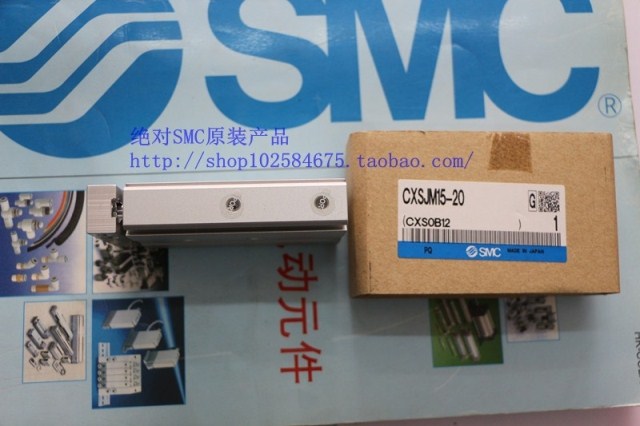 SMC
®
绝对SMC原装产品
http://shop102584675.taobao.com/
CXSJM15-20
G
(CXS0B12 )
1
PQ
SMC
MADE IN JAPAN
动元件